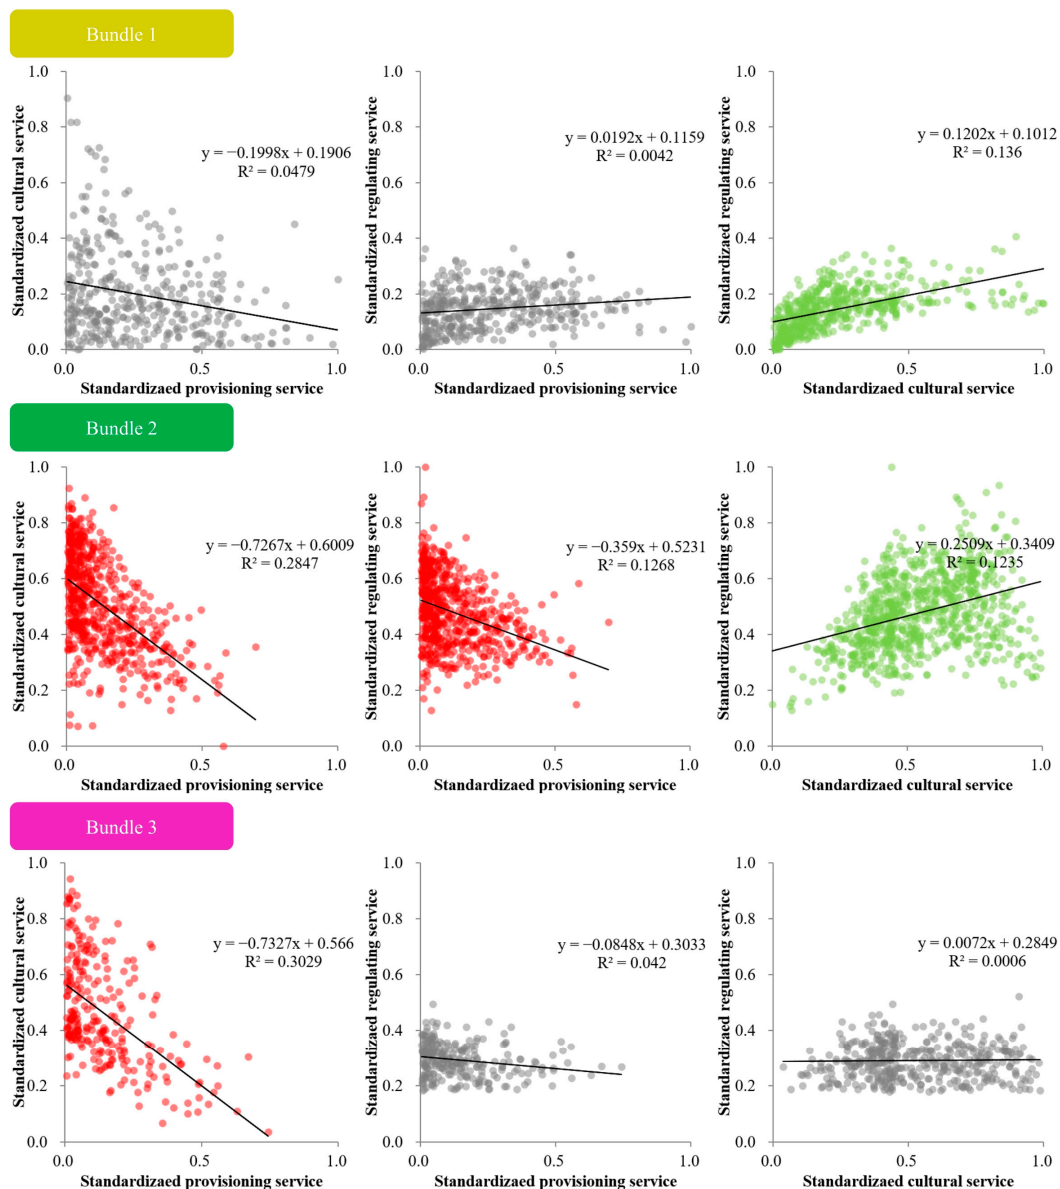 Bundle 1
Standardizaed cultural service
1.0
0.8
0.6
0.4
0.2
0.0
y = −0.1998x + 0.1906
R² = 0.0479
0.0 0.5 1.0
Standardizaed provisioning service
Standardizaed regulating service
1.0
0.8
0.6
0.4
0.2
0.0
y = 0.0192x + 0.1159
R² = 0.0042
0.0 0.5 1.0
Standardizaed provisioning service
Standardizaed regulating service
1.0
0.8
0.6
0.4
0.2
0.0
y = 0.1202x + 0.1012
R² = 0.136
0.0 0.5 1.0
Standardizaed cultural service
Bundle 2
Standardizaed cultural service
1.0
0.8
0.6
0.4
0.2
0.0
y = −0.7267x + 0.6009
R² = 0.2847
0.0 0.5 1.0
Standardizaed provisioning service
Standardizaed regulating service
1.0
0.8
0.6
0.4
0.2
0.0
y = −0.359x + 0.5231
R² = 0.1268
0.0 0.5 1.0
Standardizaed provisioning service
Standardizaed regulating service
1.0
0.8
0.6
0.4
0.2
0.0
y = 0.2509x + 0.3409
R² = 0.1235
0.0 0.5 1.0
Standardizaed cultural service
Bundle 3
Standardizaed cultural service
1.0
0.8
0.6
0.4
0.2
0.0
y = −0.7327x + 0.566
R² = 0.3029
0.0 0.5 1.0
Standardizaed provisioning service
Standardizaed regulating service
1.0
0.8
0.6
0.4
0.2
0.0
y = −0.0848x + 0.3033
R² = 0.042
0.0 0.5 1.0
Standardizaed provisioning service
Standardizaed regulating service
1.0
0.8
0.6
0.4
0.2
0.0
y = 0.0072x + 0.2849
R² = 0.0006
0.0 0.5 1.0
Standardizaed cultural service